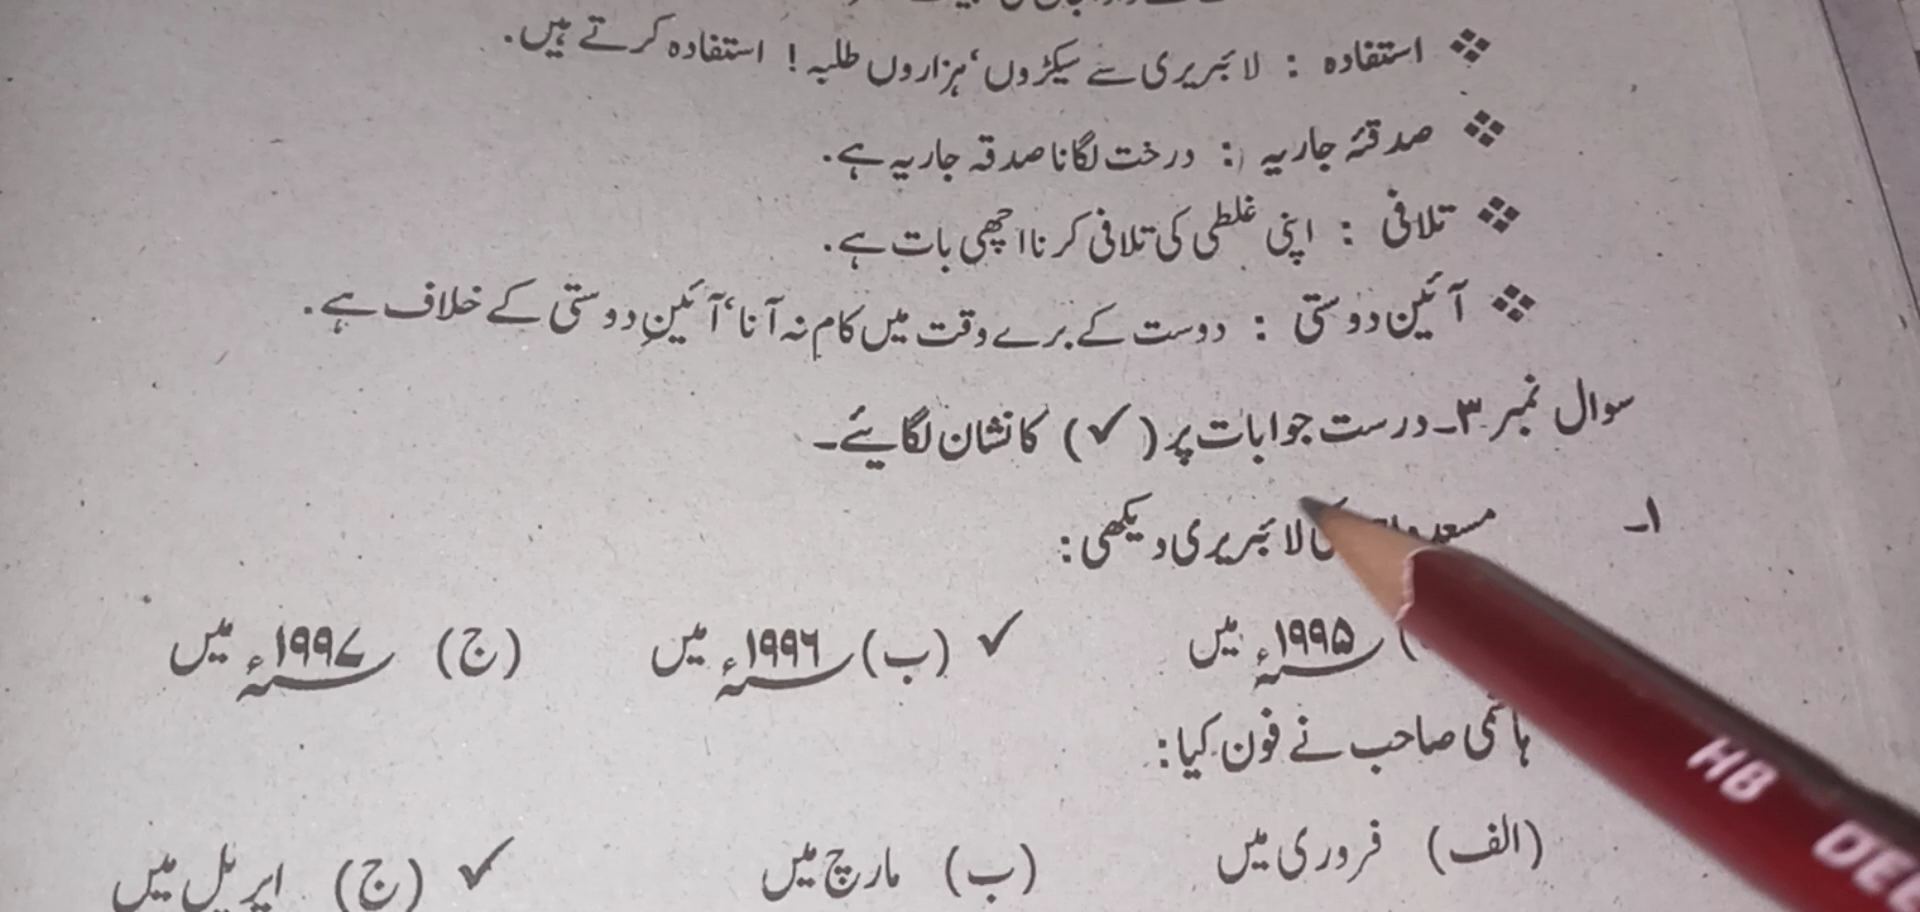 ❖ استفادہ : لائبریری سے سیکڑوں‘ ہزاروں طلبہ ! استفادہ کرتے ہیں.
❖ صدقۂ جاریہ : درخت لگانا صدقہ جاریہ ہے.
❖ تلافی : اپنی غلطی کی تلافی کرنا اچھی بات ہے.
❖ آئین دوستی : دوست کے برے وقت میں کام نہ آنا‘ آئینِ دوستی کے خلاف ہے.
سوال نمبر ۳۔ درست جوابات پر (✓) کا نشان لگائیے۔
۱۔ لائبریری دیکھی:
) ۱۹۹۵ء میں ✓ (ب) ۱۹۹۶ء میں (ج) ۱۹۹۷ء میں
ہاشمی صاحب نے فون کیا:
(الف) فروری میں (ب) مارچ میں ✓ (ج) اپریل میں
HB DEE